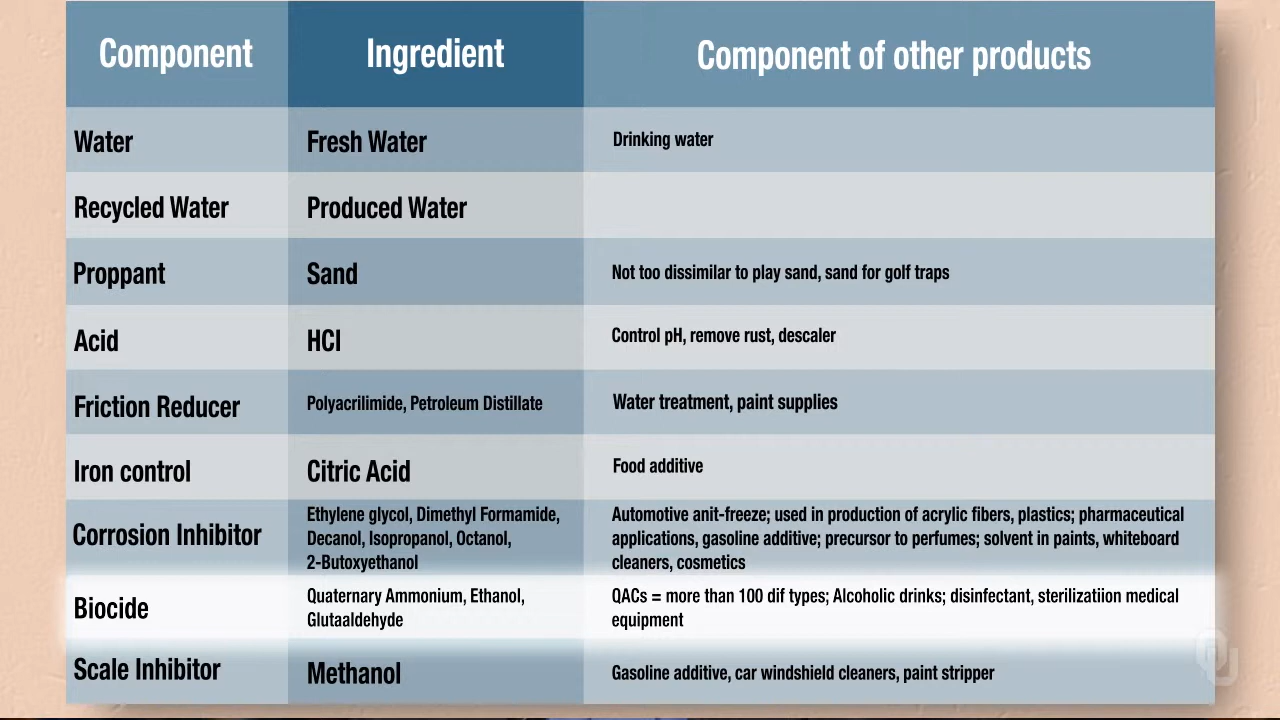 Component Ingredient Component of other products
Water Fresh Water Drinking water
Recycled Water Produced Water
Proppant Sand Not too dissimilar to play sand, sand for golf traps
Acid HCI Control pH, remove rust, descaler
Friction Reducer Polyacrilimide, Petroleum Distillate Water treatment, paint supplies
Iron control Citric Acid Food additive
Corrosion Inhibitor
Ethylene glycol, Dimethyl Formamide,
Decanol, Isopropanol, Octanol,
2-Butoxyethanol
Automotive anit-freeze; used in production of acrylic fibers, plastics; pharmaceutical
applications, gasoline additive; precursor to perfumes; solvent in paints, whiteboard
cleaners, cosmetics
Biocide
Quaternary Ammonium, Ethanol,
Glutaaldehyde
QACs = more than 100 dif types; Alcoholic drinks; disinfectant, sterilizatiion medical
equipment
Scale Inhibitor Methanol Gasoline additive, car windshield cleaners, paint stripper
OU